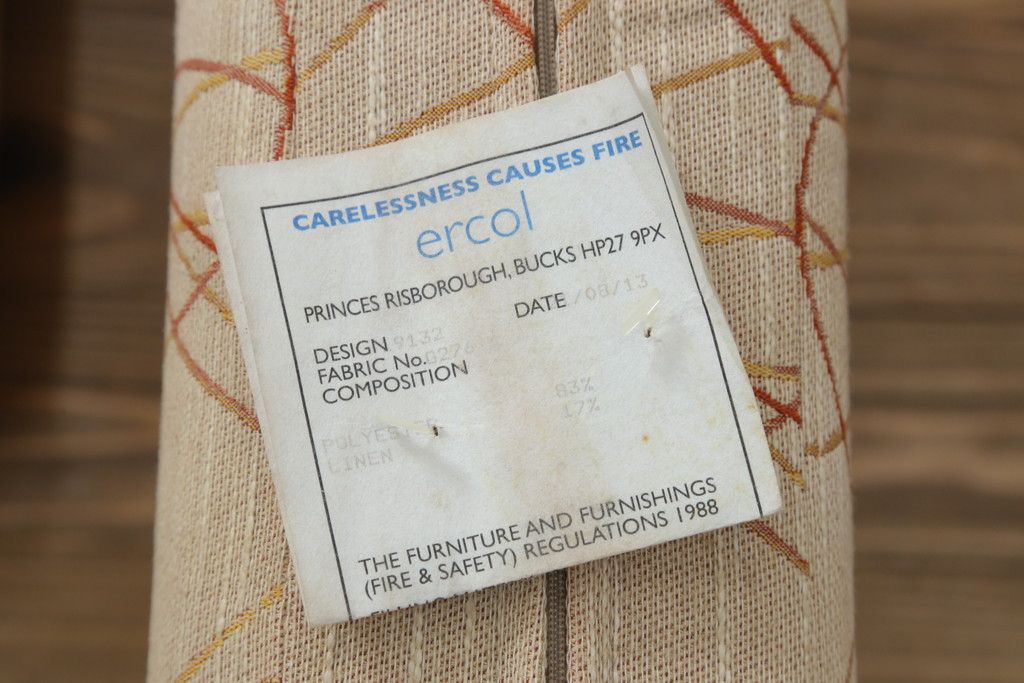 CARELESSNESS CAUSES FIRE
ercol
PRINCES RISBOROUGH, BUCKS HP27 9PX
DATE /08/13
DESIGN 9132
FABRIC No.
COMPOSITION
83%
POLYESTER 17%
LINEN
THE FURNITURE AND FURNISHINGS
(FIRE & SAFETY) REGULATIONS 1988